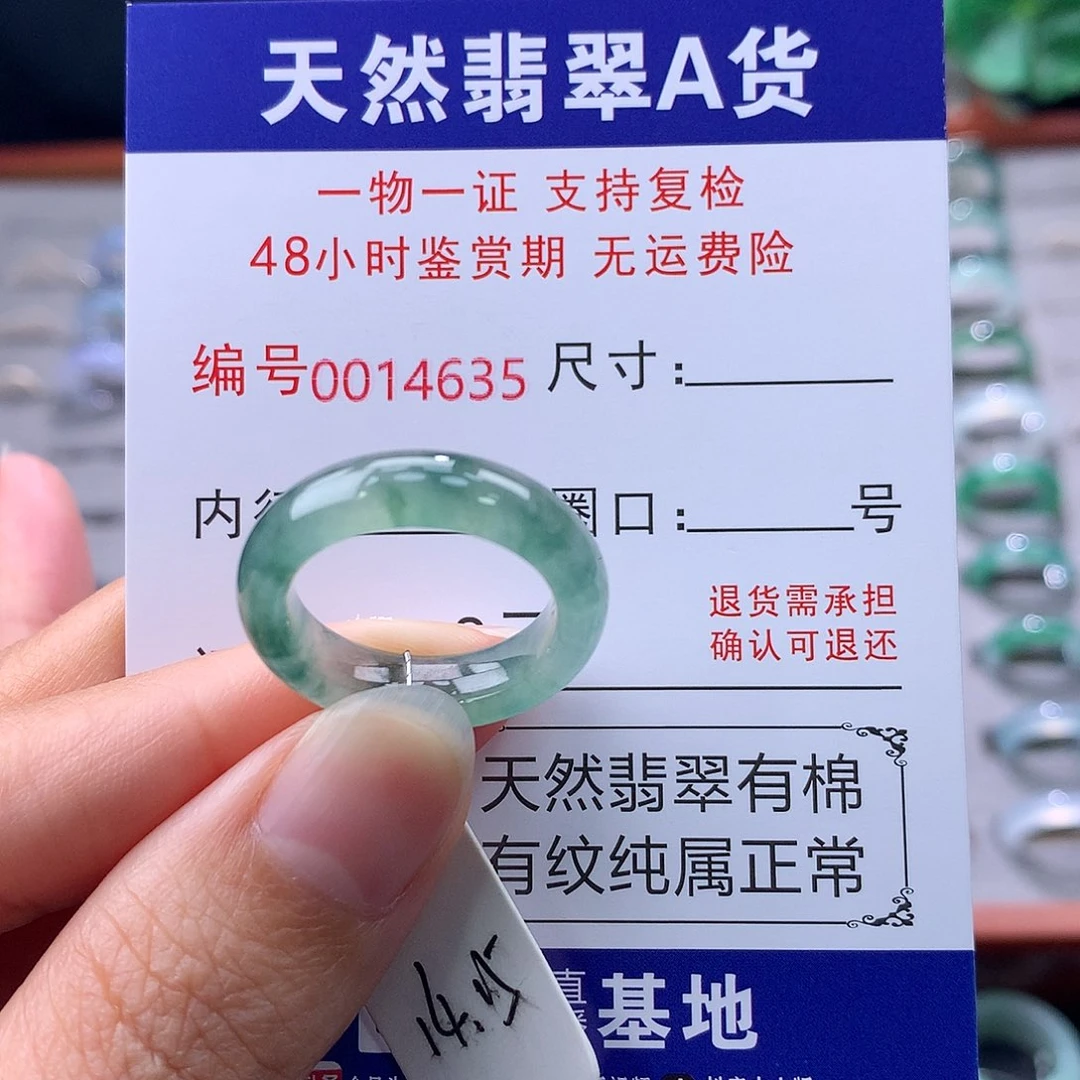 天然翡翠A货
一物一证 支持复检
48小时鉴赏期 无运费险
编号0014635 尺寸:
内径 圈口: 号
退货需承担
确认可退还
天然翡翠有棉
有纹纯属正常
基地